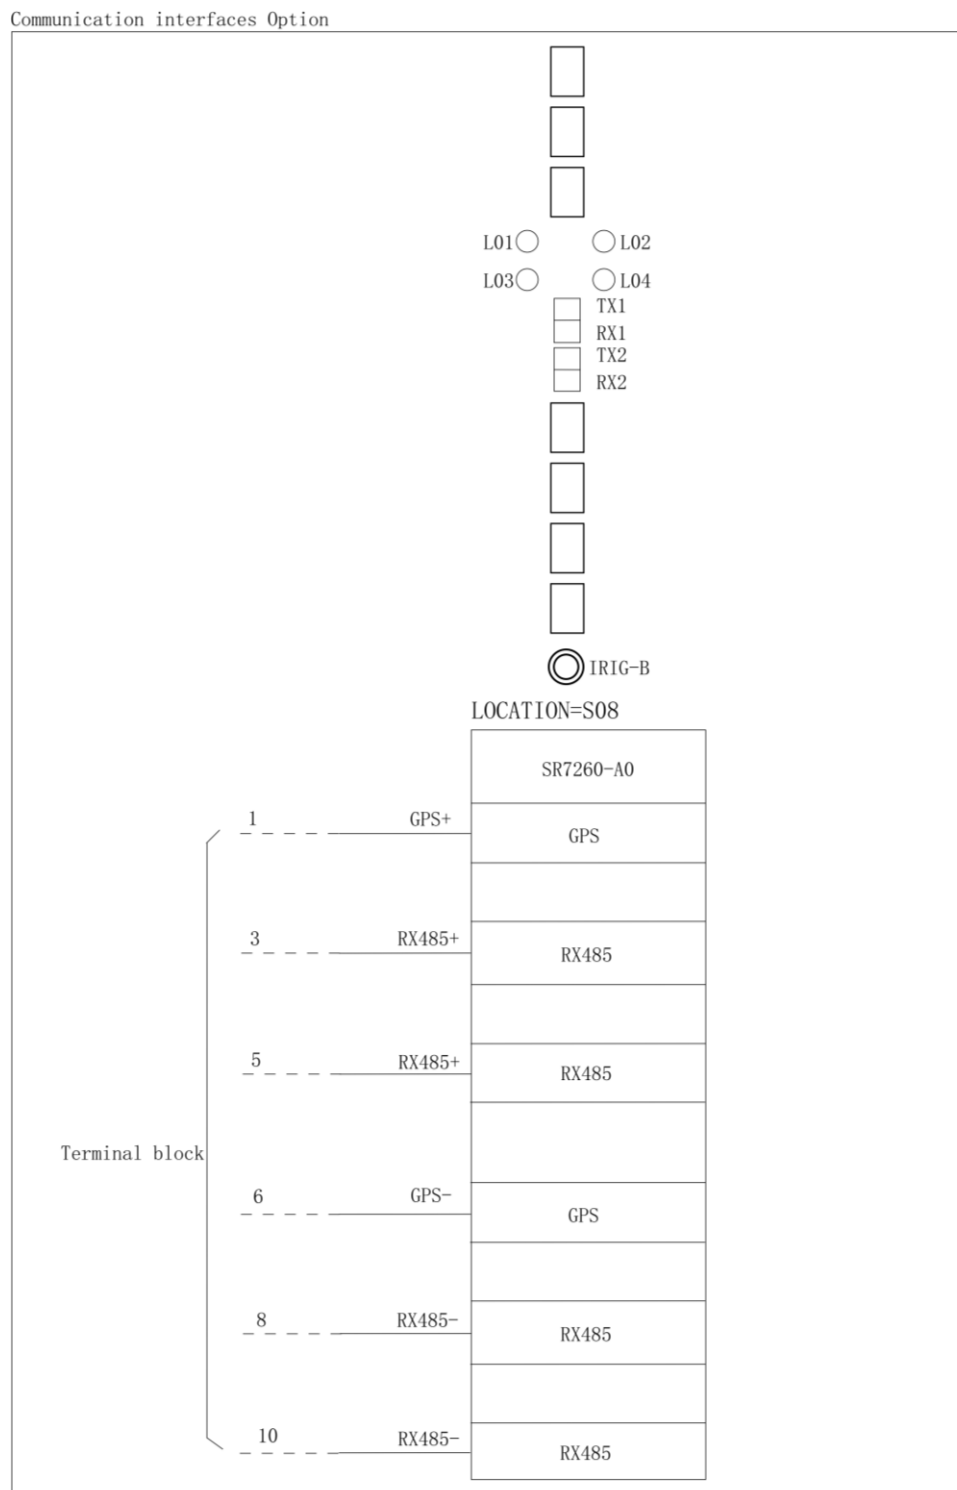 Communication interfaces Option
L01 L02
L03 L04
TX1
RX1
TX2
RX2
IRIG-B
LOCATION=S08
SR7260-A0
1 GPS+ GPS
3 RX485+ RX485
5 RX485+ RX485
Terminal block
6 GPS- GPS
8 RX485- RX485
10 RX485- RX485